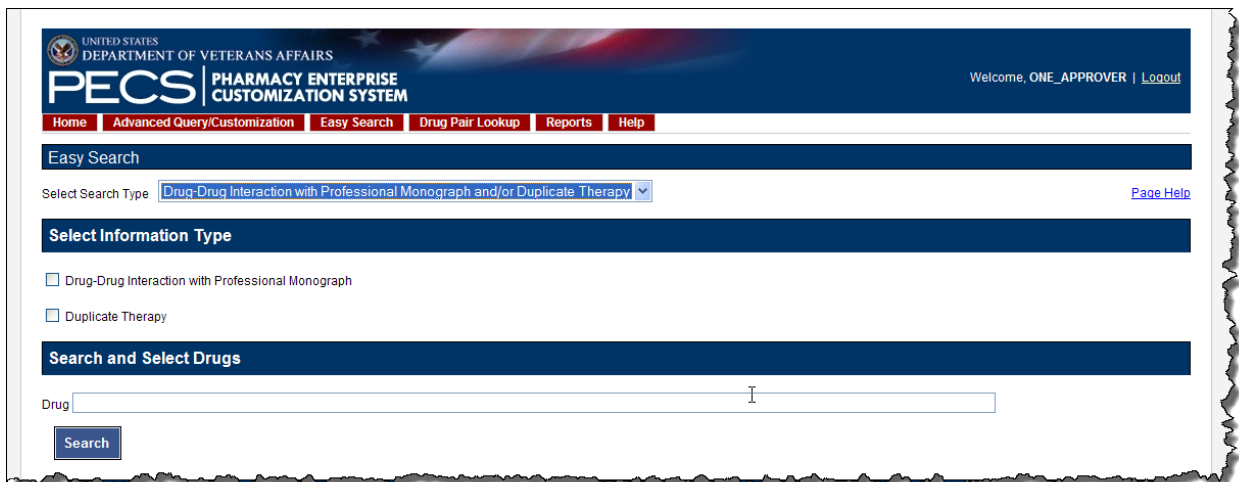 UNITED STATES
DEPARTMENT OF VETERANS AFFAIRS
PECS PHARMACY ENTERPRISE
CUSTOMIZATION SYSTEM
Welcome, ONE_APPROVER | Logout
Home Advanced Query/Customization Easy Search Drug Pair Lookup Reports Help
Easy Search
Select Search Type Drug-Drug Interaction with Professional Monograph and/or Duplicate Therapy
Page Help
Select Information Type
Drug-Drug Interaction with Professional Monograph
Duplicate Therapy
Search and Select Drugs
Drug
Search